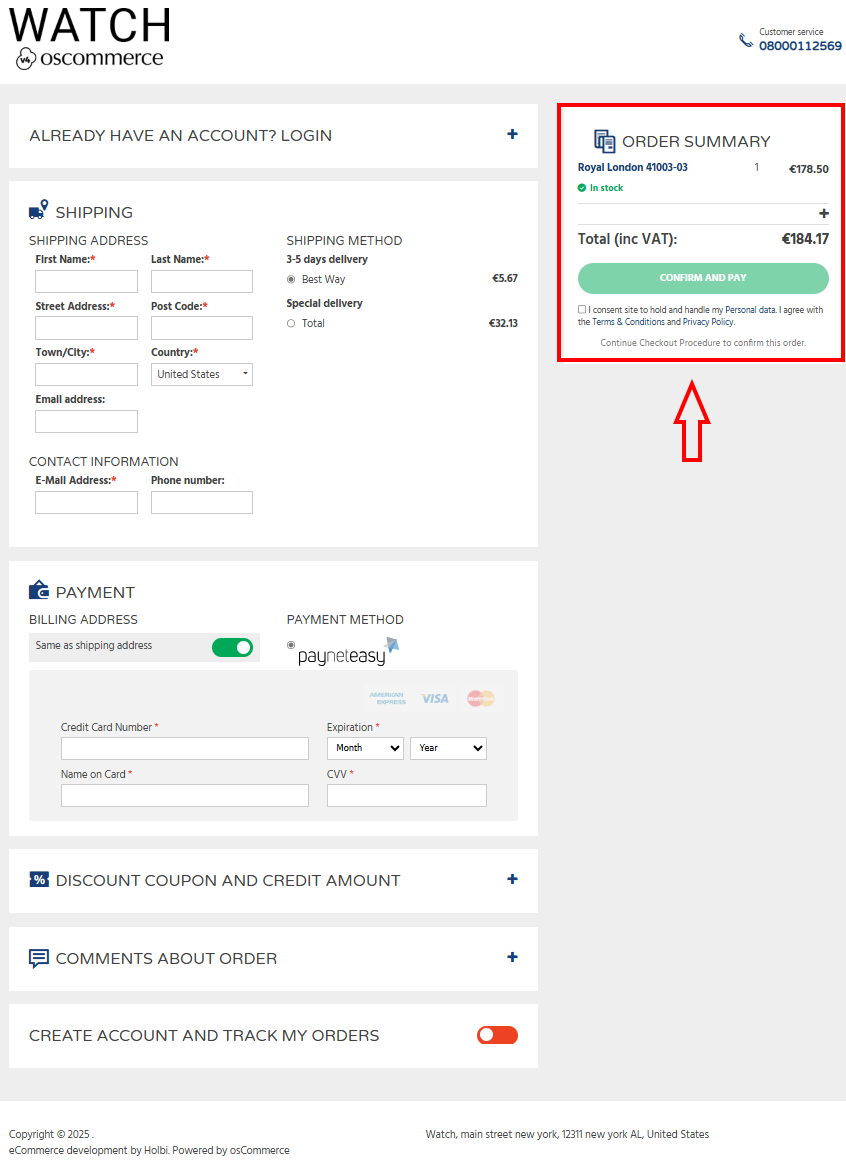 WATCH
v4 oscommerce
Customer service
08000112569
ALREADY HAVE AN ACCOUNT? LOGIN +
SHIPPING
SHIPPING ADDRESS
First Name:* Last Name:*
Street Address:* Post Code:*
Town/City:* Country:*
United States
Email address:
CONTACT INFORMATION
E-Mail Address:* Phone number:
SHIPPING METHOD
3-5 days delivery
Best Way €5.67
Special delivery
Total €32.13
PAYMENT
BILLING ADDRESS
Same as shipping address
PAYMENT METHOD
payneteasy
AMERICAN EXPRESS VISA MasterCard
Credit Card Number * Expiration *
Month Year
Name on Card * CVV *
DISCOUNT COUPON AND CREDIT AMOUNT +
COMMENTS ABOUT ORDER +
CREATE ACCOUNT AND TRACK MY ORDERS
ORDER SUMMARY
Royal London 41003-03 1 €178.50
In stock
+
Total (inc VAT): €184.17
CONFIRM AND PAY
I consent site to hold and handle my Personal data. I agree with
the Terms & Conditions and Privacy Policy.
Continue Checkout Procedure to confirm this order.
Copyright © 2025 .
eCommerce development by Holbi. Powered by osCommerce
Watch, main street new york, 12311 new york AL, United States